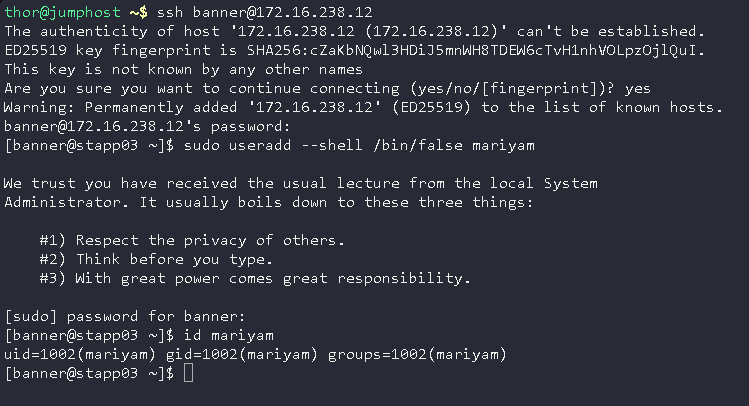 thor@jumphost ~$ ssh banner@172.16.238.12
The authenticity of host '172.16.238.12 (172.16.238.12)' can't be established.
ED25519 key fingerprint is SHA256:cZaKbNQwl3HDiJ5mnWH8TDEW6cTvH1nhVOLpzOjlQuI.
This key is not known by any other names
Are you sure you want to continue connecting (yes/no/[fingerprint])? yes
Warning: Permanently added '172.16.238.12' (ED25519) to the list of known hosts.
banner@172.16.238.12's password:
[banner@stapp03 ~]$ sudo useradd --shell /bin/false mariyam
We trust you have received the usual lecture from the local System
Administrator. It usually boils down to these three things:
#1) Respect the privacy of others.
#2) Think before you type.
#3) With great power comes great responsibility.
[sudo] password for banner:
[banner@stapp03 ~]$ id mariyam
uid=1002(mariyam) gid=1002(mariyam) groups=1002(mariyam)
[banner@stapp03 ~]$